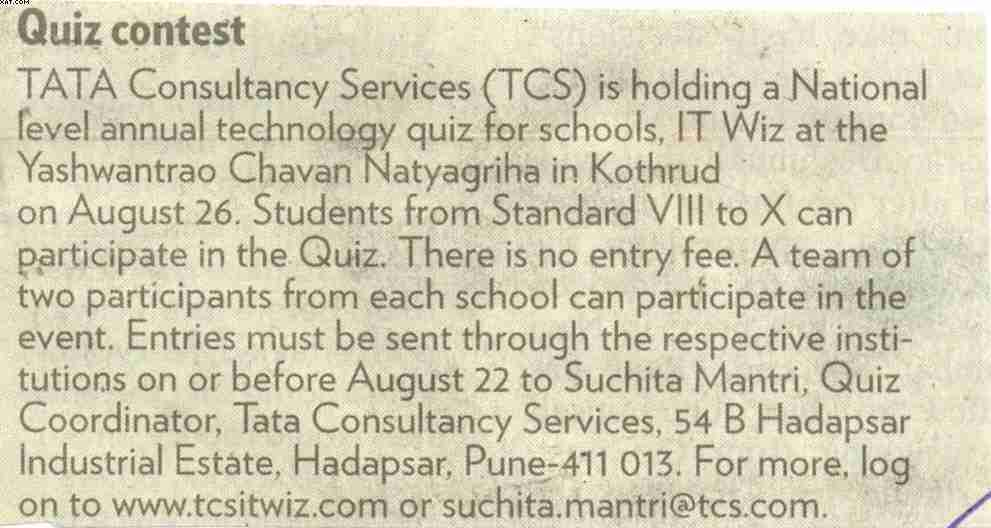 XAT.COM
Quiz contest
TATA Consultancy Services (TCS) is holding a National
level annual technology quiz for schools, IT Wiz at the
Yashwantrao Chavan Natyagriha in Kothrud
on August 26. Students from Standard VIII to X can
participate in the Quiz. There is no entry fee. A team of
two participants from each school can participate in the
event. Entries must be sent through the respective insti-
tutions on or before August 22 to Suchita Mantri, Quiz
Coordinator, Tata Consultancy Services, 54 B Hadapsar
Industrial Estate, Hadapsar, Pune-411 013. For more, log
on to www.tcsitwiz.com or suchita.mantri@tcs.com.